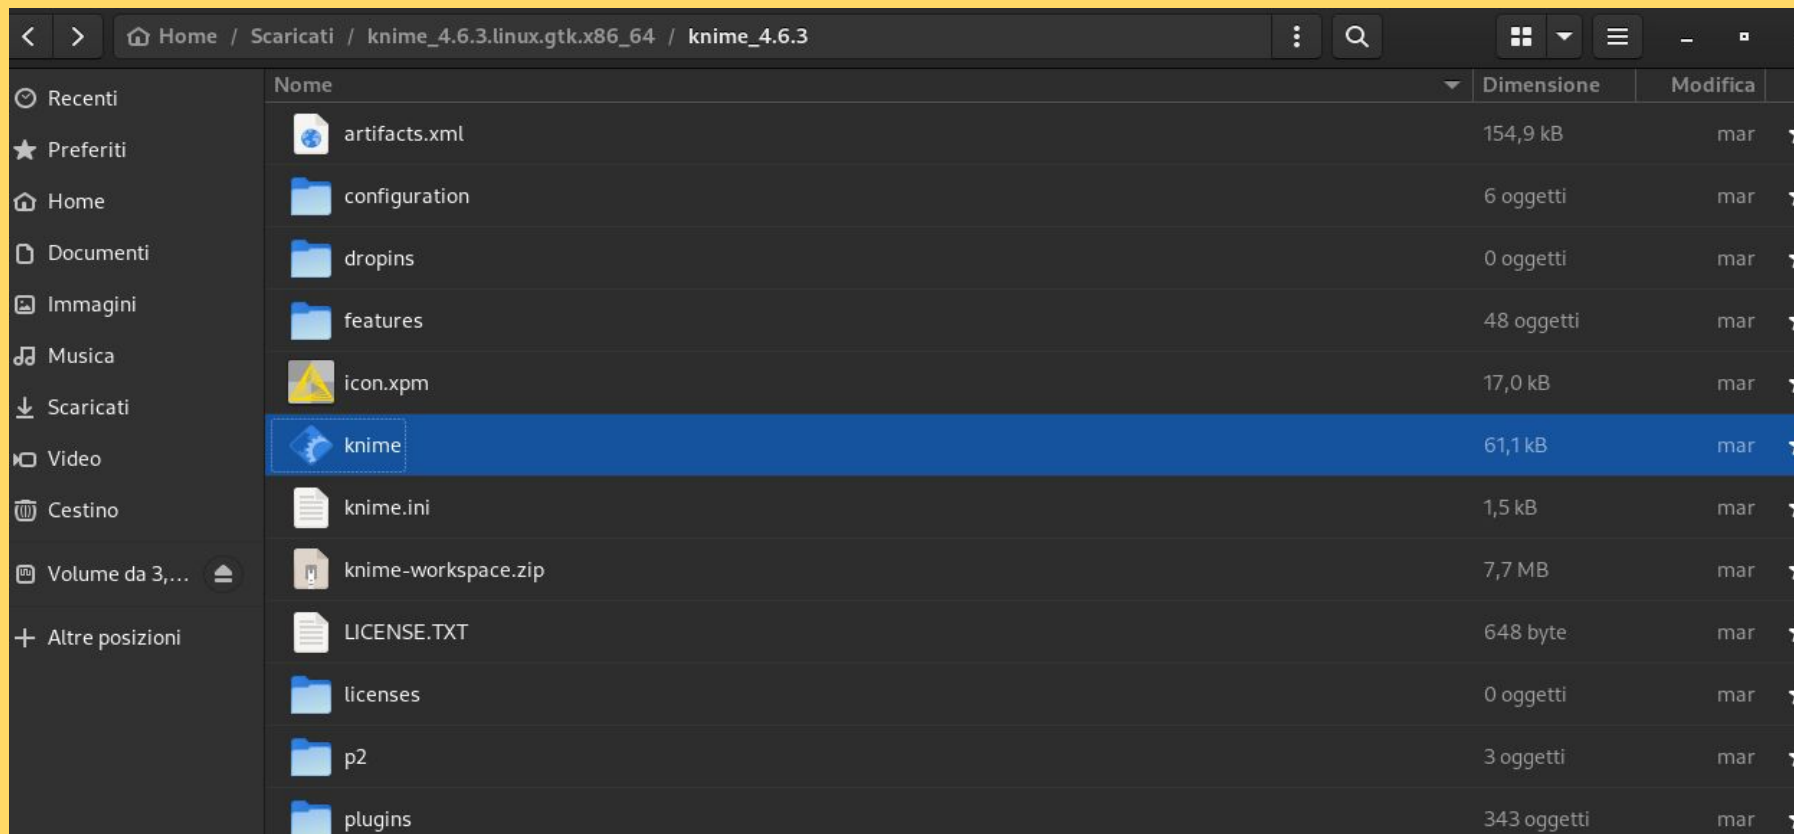 Home / Scaricati / knime_4.6.3.linux.gtk.x86_64 / knime_4.6.3
Nome Dimensione Modifica
Recenti
Preferiti
Home
Documenti
Immagini
Musica
Scaricati
Video
Cestino
Volume da 3,...
Altre posizioni
artifacts.xml 154,9 kB mar
configuration 6 oggetti mar
dropins 0 oggetti mar
features 48 oggetti mar
icon.xpm 17,0 kB mar
knime 61,1 kB mar
knime.ini 1,5 kB mar
knime-workspace.zip 7,7 MB mar
LICENSE.TXT 648 byte mar
licenses 0 oggetti mar
p2 3 oggetti mar
plugins 343 oggetti mar